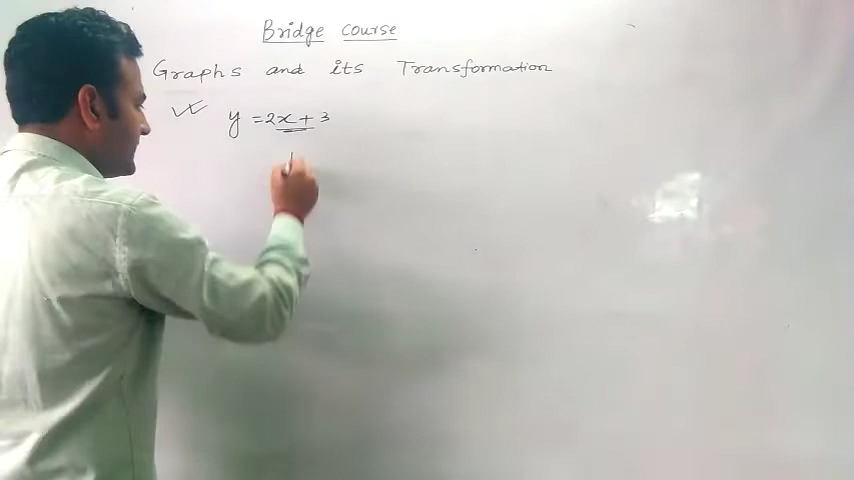 Bridge course
Graphs and its Transformation
y = 2x + 3